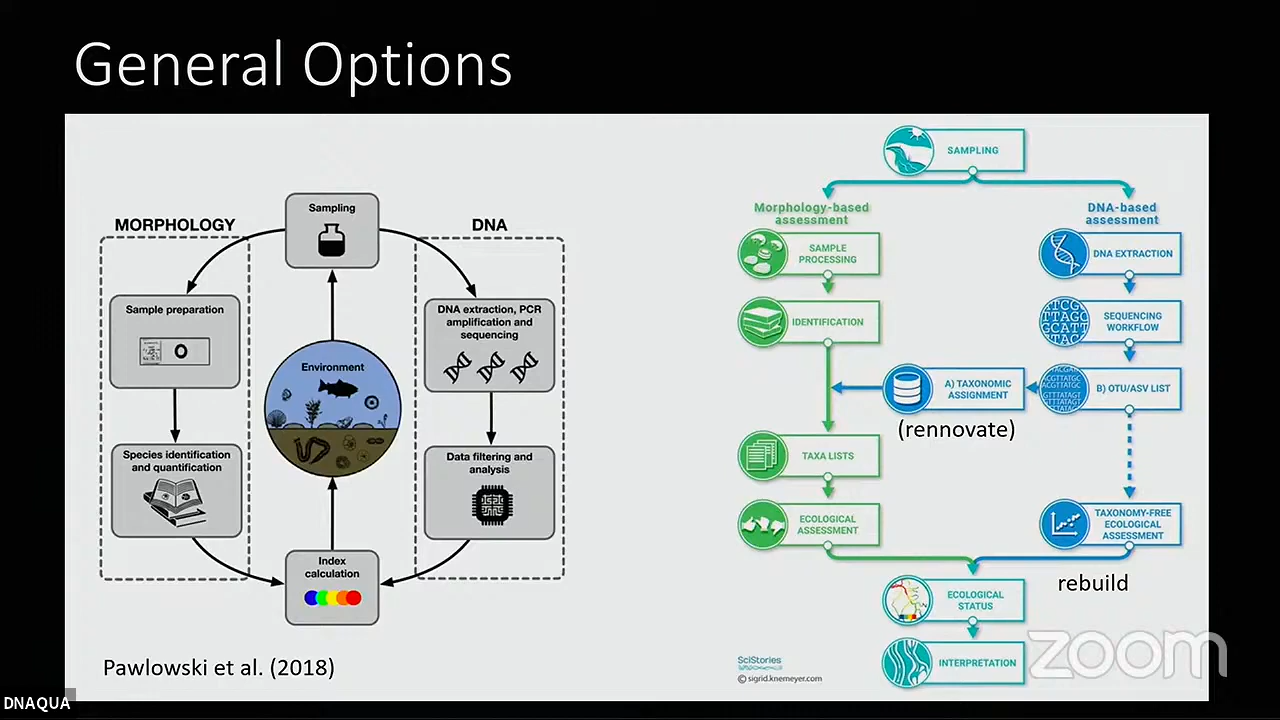 General Options
MORPHOLOGY
Sampling
DNA
Sample preparation
DNA extraction, PCR
amplification and
sequencing
Environment
Species identification
and quantification
Data filtering and
analysis
Index
calculation
Pawlowski et al. (2018)
SAMPLING
Morphology-based
assessment
DNA-based
assessment
SAMPLE
PROCESSING
DNA EXTRACTION
IDENTIFICATION
SEQUENCING
WORKFLOW
A) TAXONOMIC
ASSIGNMENT
B) OTU/ASV LIST
(rennovate)
TAXA LISTS
ECOLOGICAL
ASSESSMENT
TAXONOMY-FREE
ECOLOGICAL
ASSESSMENT
rebuild
ECOLOGICAL
STATUS
INTERPRETATION
SciStories
© sigrid.knemeyer.com
zoom
DNAQUA